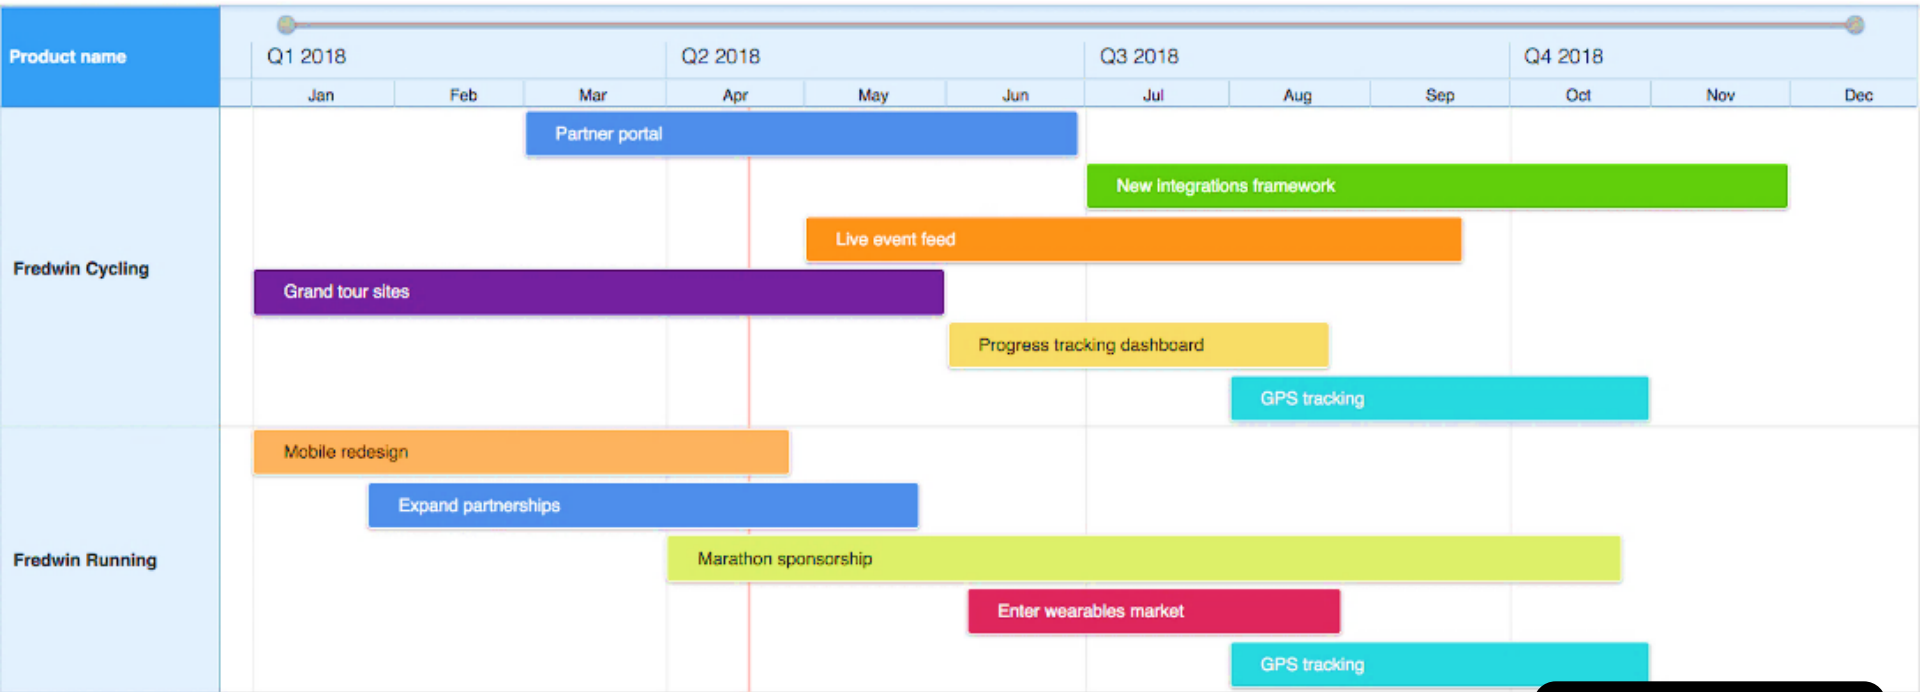 Product name
Q1 2018 Q2 2018 Q3 2018 Q4 2018
Jan Feb Mar Apr May Jun Jul Aug Sep Oct Nov Dec
Partner portal
New integrations framework
Live event feed
Fredwin Cycling
Grand tour sites
Progress tracking dashboard
GPS tracking
Mobile redesign
Expand partnerships
Marathon sponsorship
Fredwin Running
Enter wearables market
GPS tracking